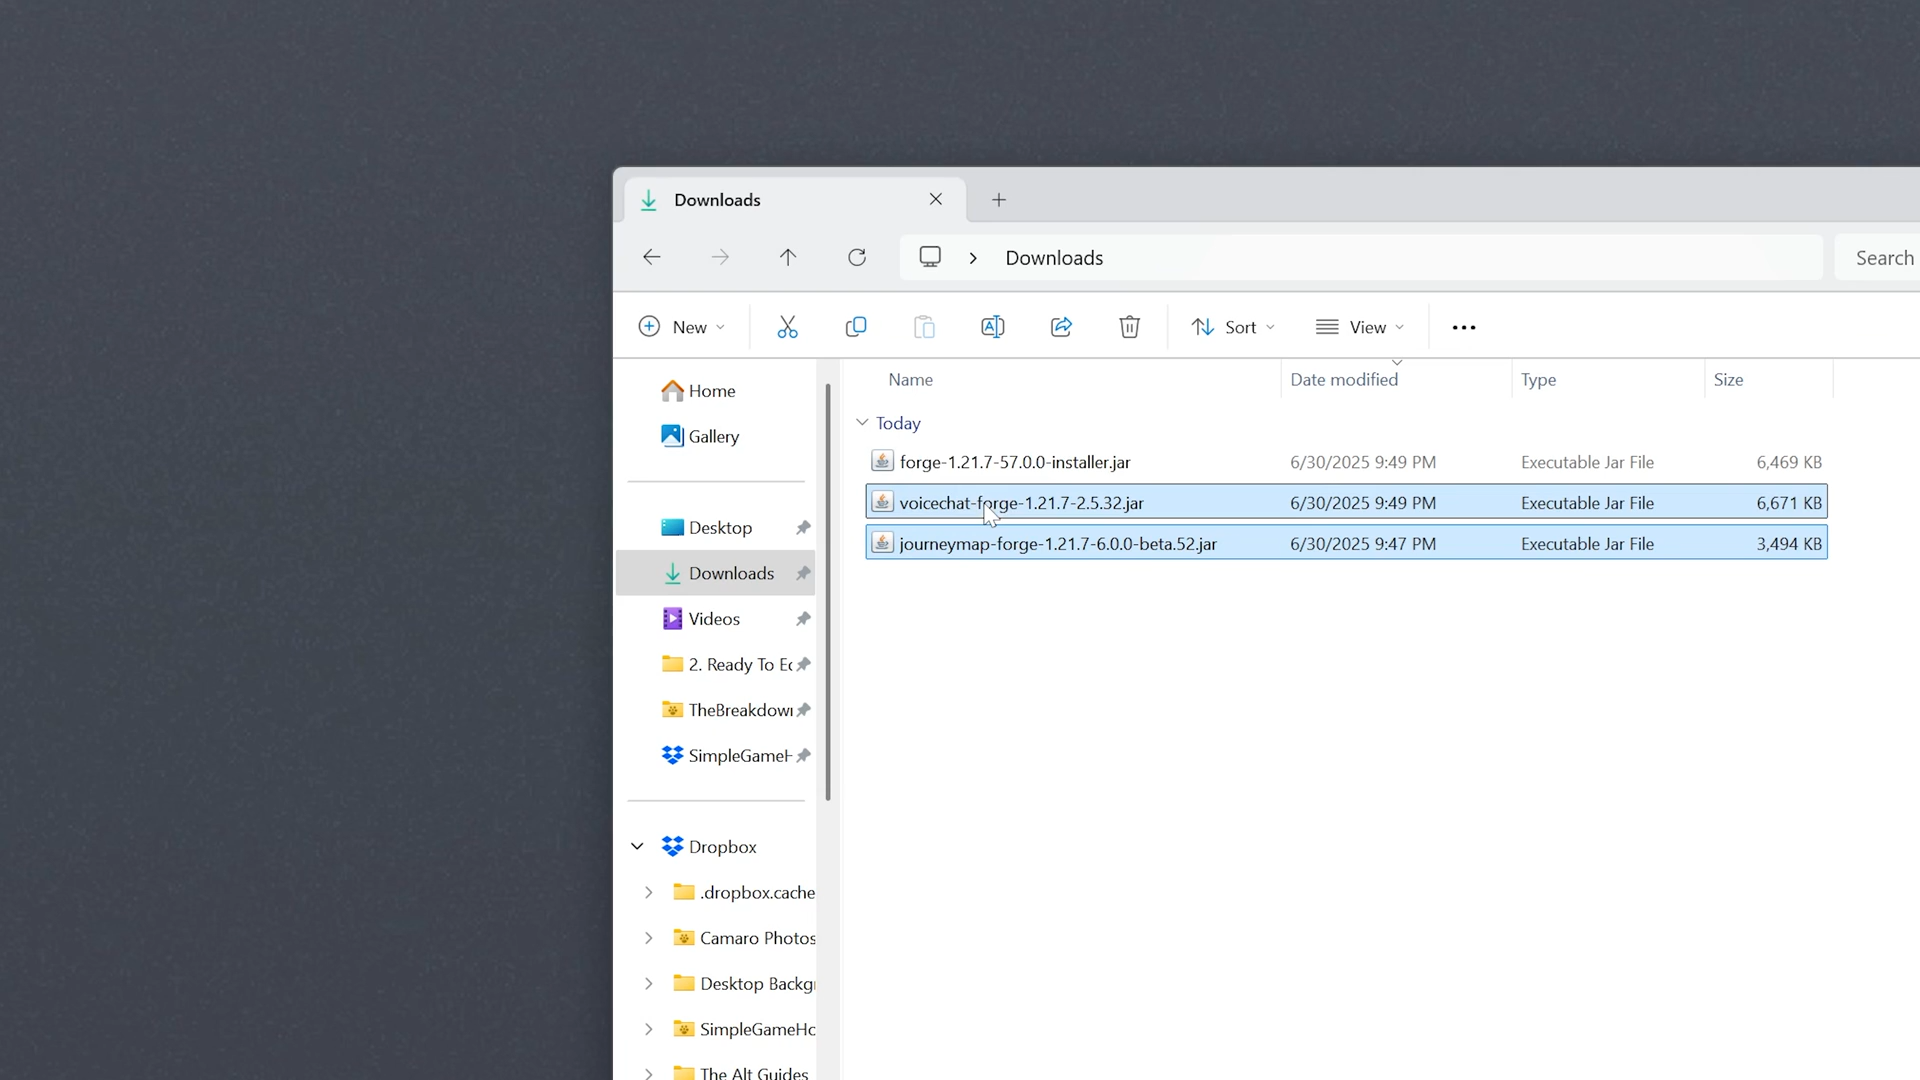 Downloads
Downloads
Search
New
Sort
View
Name
Date modified
Type
Size
Today
forge-1.21.7-57.0.0-installer.jar 6/30/2025 9:49 PM Executable Jar File 6,469 KB
voicechat-forge-1.21.7-2.5.32.jar 6/30/2025 9:49 PM Executable Jar File 6,671 KB
journeymap-forge-1.21.7-6.0.0-beta.52.jar 6/30/2025 9:47 PM Executable Jar File 3,494 KB
Home
Gallery
Desktop
Downloads
Videos
2. Ready To Ec
TheBreakdow
SimpleGameH
Dropbox
.dropbox.cache
Camaro Photos
Desktop Backgr
SimpleGameHo
The Alt Guides